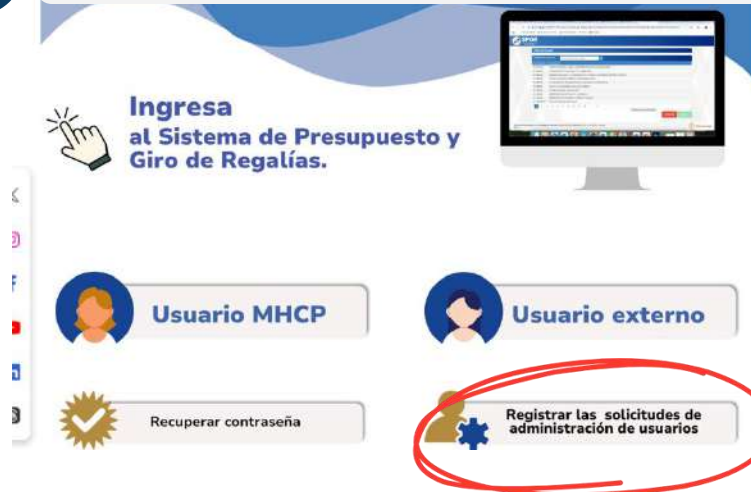 Ingresa
al Sistema de Presupuesto y
Giro de Regalías.
Usuario MHCP
Usuario externo
Recuperar contraseña
Registrar las solicitudes de
administración de usuarios